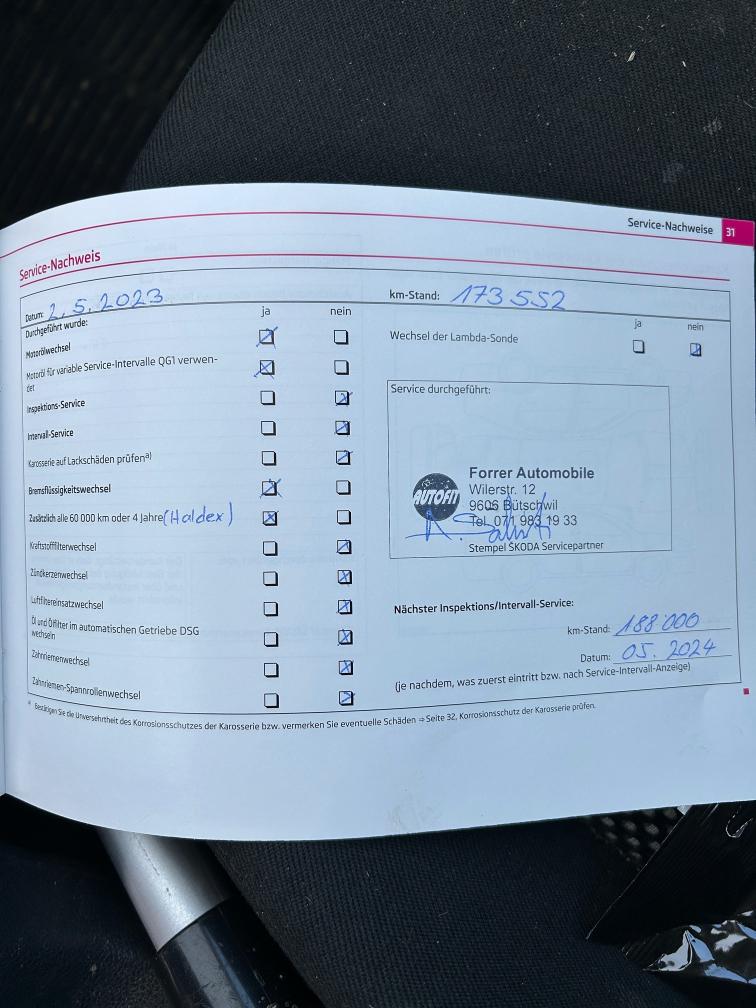 Service-Nachweise 31
Service-Nachweis
Datum: 2.5.2023
km-Stand: 173 552
Durchgeführt wurde:
ja nein
Motorölwechsel
Motoröl für variable Service-Intervalle QG1 verwen-
det
Inspektions-Service
Intervall-Service
Karosserie auf Lackschäden prüfen a)
Bremsflüssigkeitswechsel
Zusätzlich alle 60 000 km oder 4 Jahre (Haldex)
Kraftstofffilterwechsel
Zündkerzenwechsel
Luftfiltereinsatzwechsel
Öl und Ölfilter im automatischen Getriebe DSG
wechseln
Zahnriemenwechsel
Zahnriemen-Spannrollenwechsel
ja nein
Wechsel der Lambda-Sonde
Service durchgeführt:
AUTOFIT
Forrer Automobile
Wilerstr. 12
9606 Bütschwil
Tel. 071 983 19 33
Stempel ŠKODA Servicepartner
Nächster Inspektions/Intervall-Service:
km-Stand: 188 000
Datum: 05. 2024
(je nachdem, was zuerst eintritt bzw. nach Service-Intervall-Anzeige)
a) Bestätigen Sie die Unversehrtheit des Korrosionsschutzes der Karosserie bzw. vermerken Sie eventuelle Schäden ⇒ Seite 32, Korrosionsschutz der Karosserie prüfen.